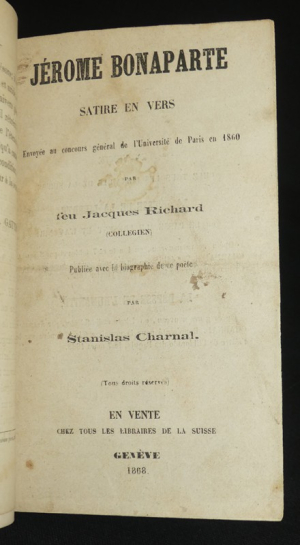 JÉROME BONAPARTE
SATIRE EN VERS
Envoyée au concours général de l'Université de Paris en 1860
PAR
feu Jacques Richard
(COLLÉGIEN)
Publiée avec la biographie de ce poète
PAR
Stanislas Charnal.
(Tous droits réservés)
EN VENTE
CHEZ TOUS LES LIBRAIRES DE LA SUISSE
GENÈVE
1868